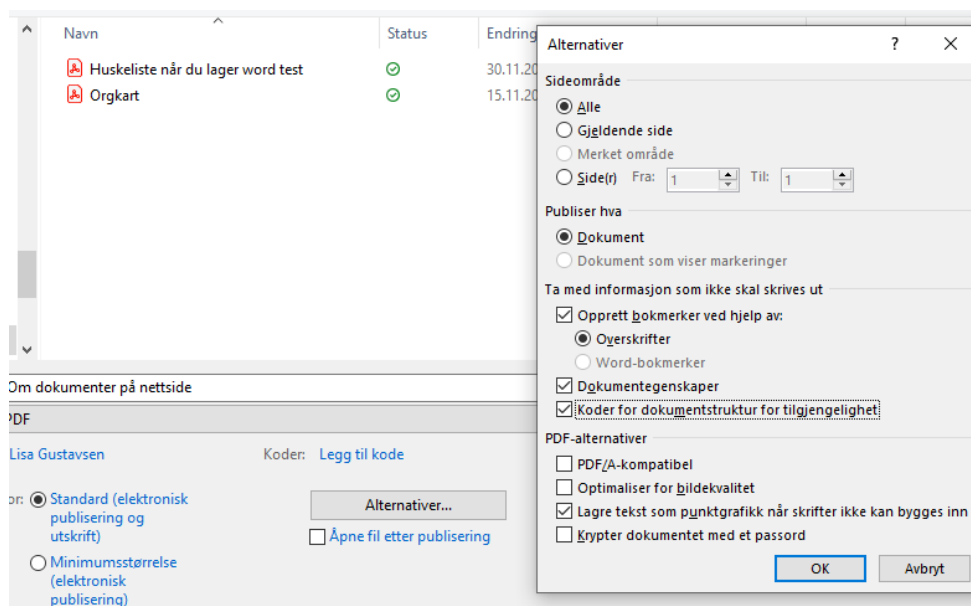 Navn Status Endring
Huskeliste når du lager word test 30.11.20
Orgkart 15.11.20
Om dokumenter på nettside
PDF
Lisa Gustavsen Koder: Legg til kode
or: Standard (elektronisk
publisering og
utskrift)
Minimumsstørrelse
(elektronisk
publisering)
Alternativer...
Åpne fil etter publisering
Alternativer ? X
Sideområde
Alle
Gjeldende side
Merket område
Side(r) Fra: 1 Til: 1
Publiser hva
Dokument
Dokument som viser markeringer
Ta med informasjon som ikke skal skrives ut
Opprett bokmerker ved hjelp av:
Overskrifter
Word-bokmerker
Dokumentegenskaper
Koder for dokumentstruktur for tilgjengelighet
PDF-alternativer
PDF/A-kompatibel
Optimaliser for bildekvalitet
Lagre tekst som punktgrafikk når skrifter ikke kan bygges inn
Krypter dokumentet med et passord
OK Avbryt